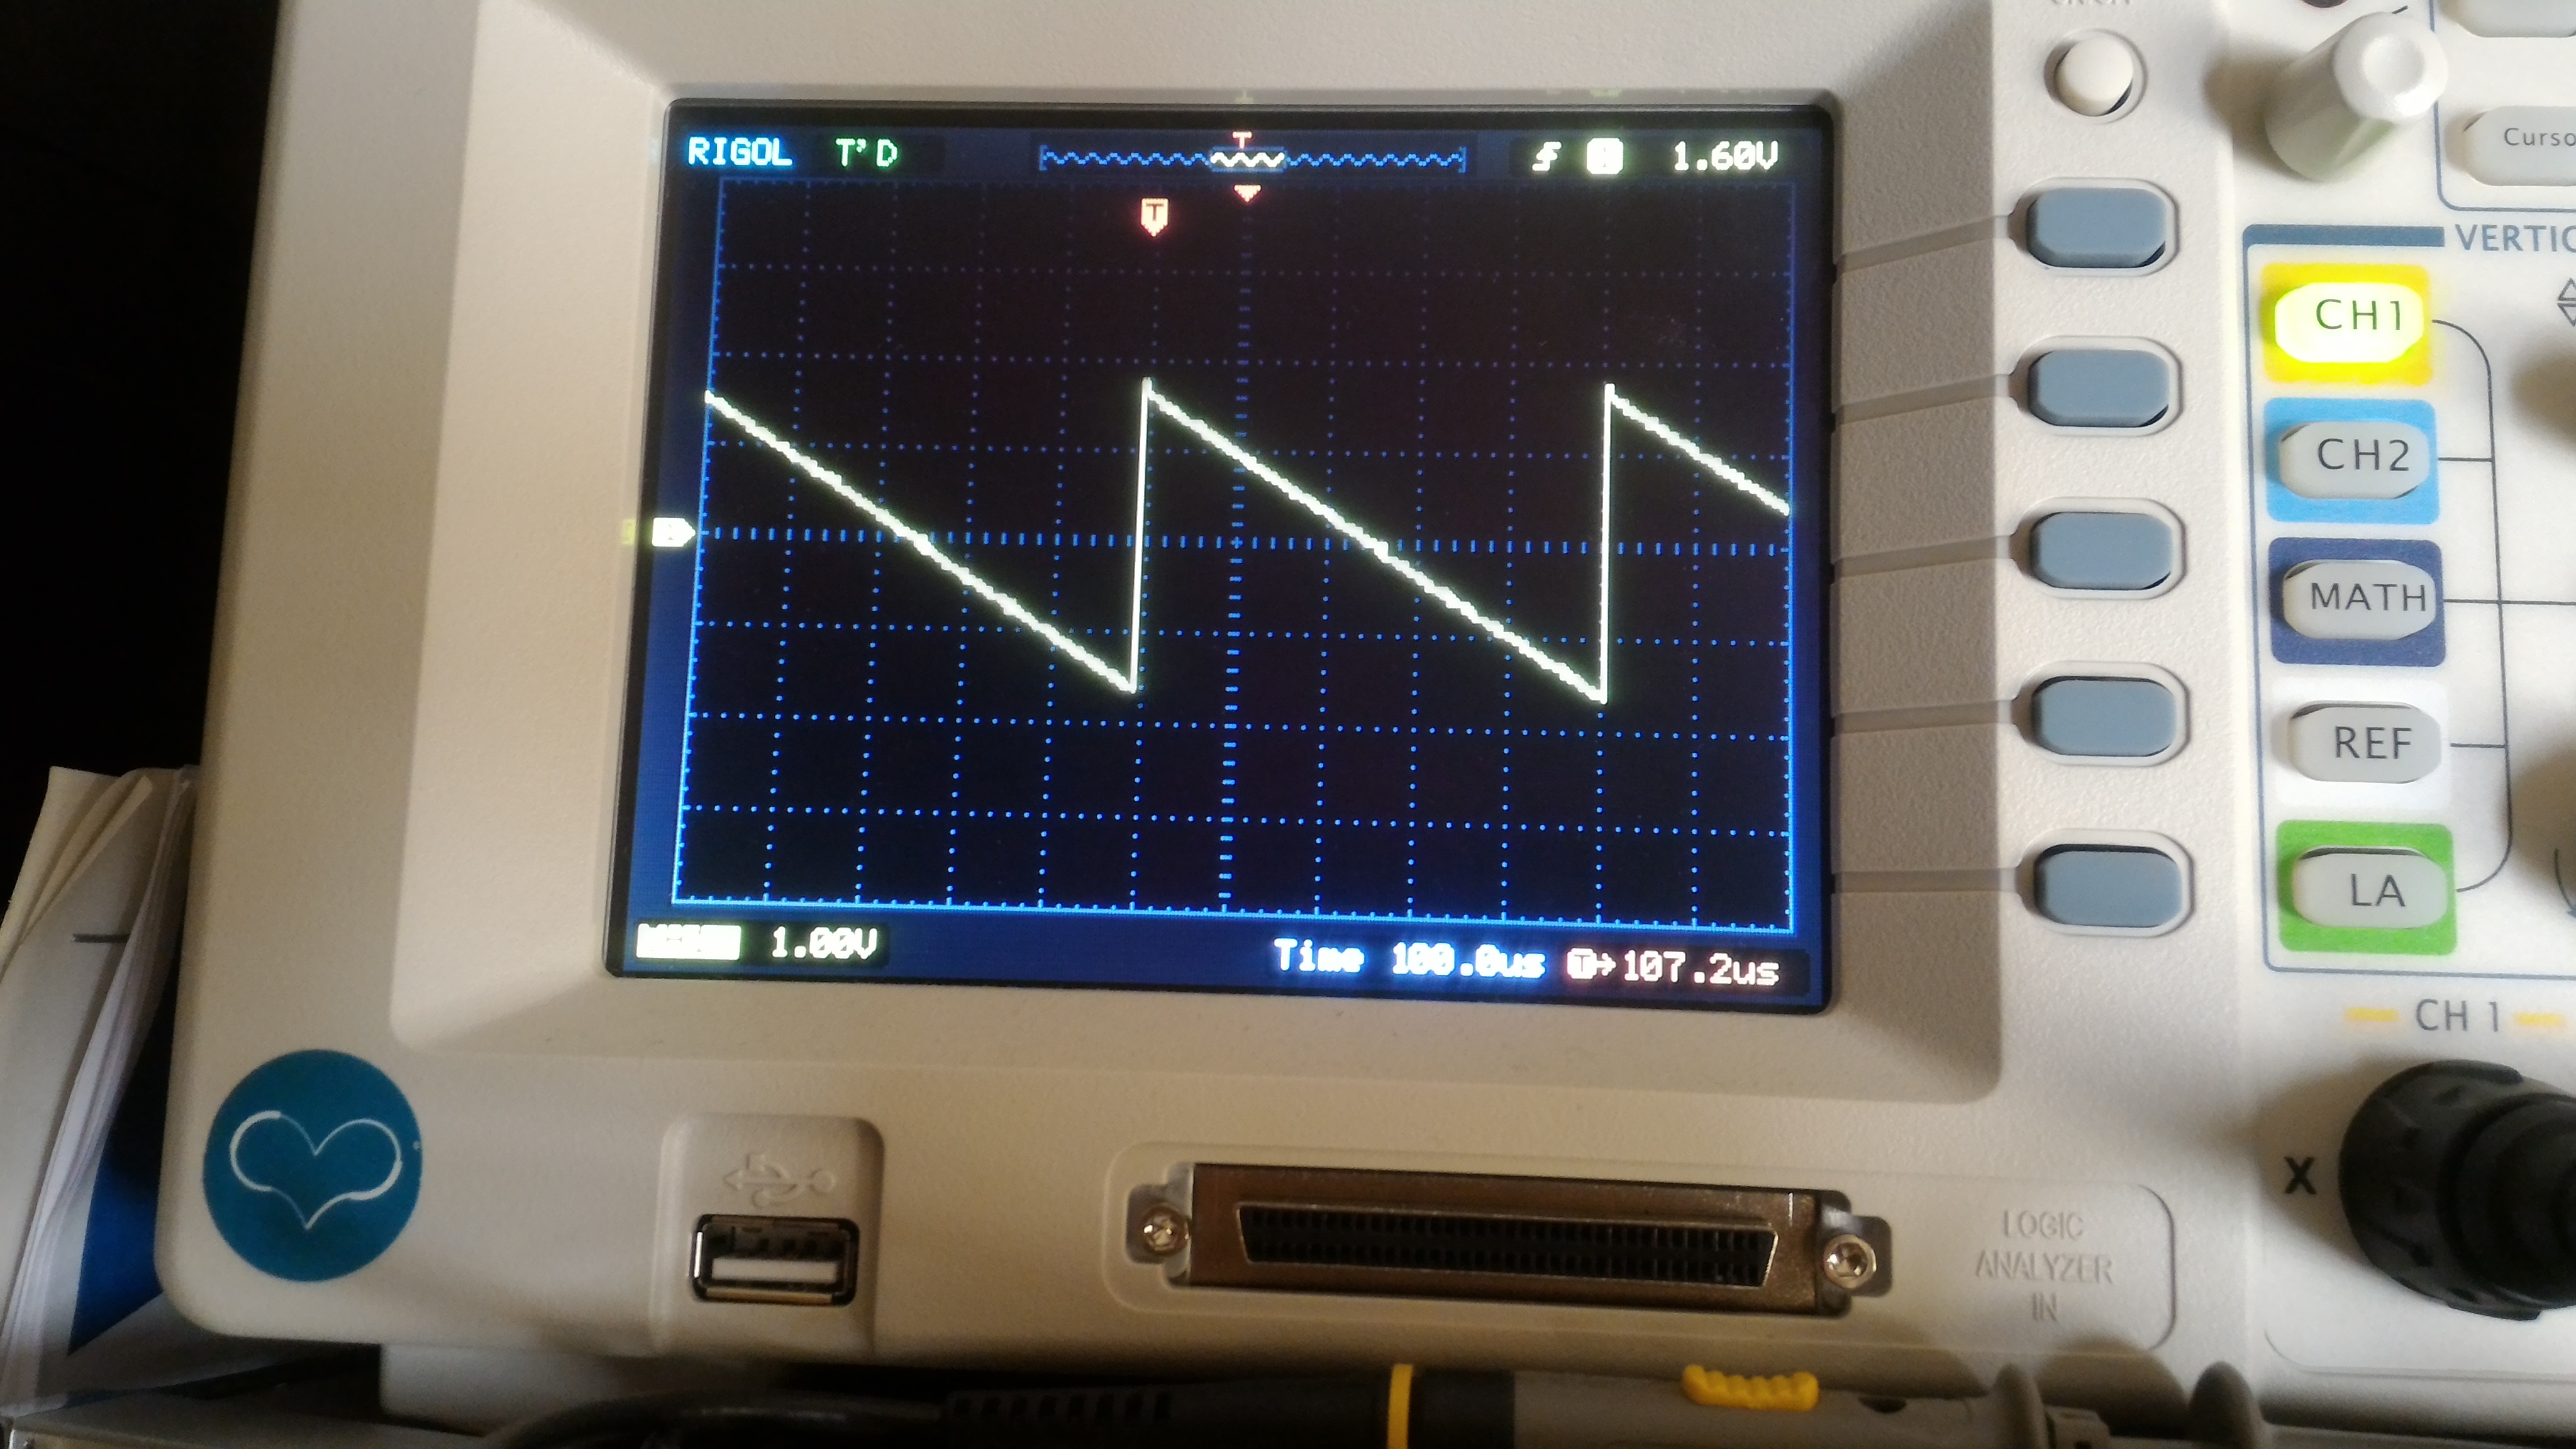 RIGOL T'D T 1.60V
T
Curso
VERTIC
CH1
CH2
MATH
REF
LA
1.00V Time 100.0us T→107.2us
CH 1
X
LOGIC
ANALYZER
IN